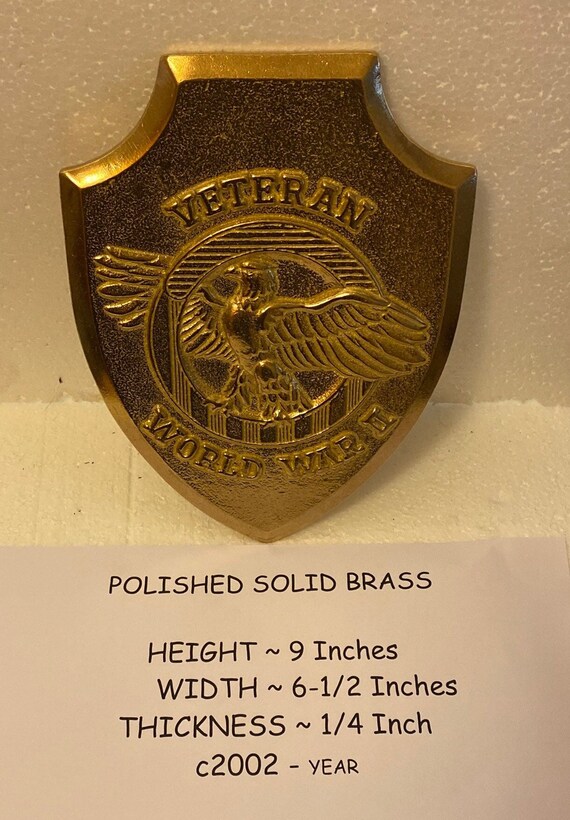 VETERAN
WORLD WAR II
POLISHED SOLID BRASS
HEIGHT ~ 9 Inches
WIDTH ~ 6-1/2 Inches
THICKNESS ~ 1/4 Inch
c2002 - YEAR